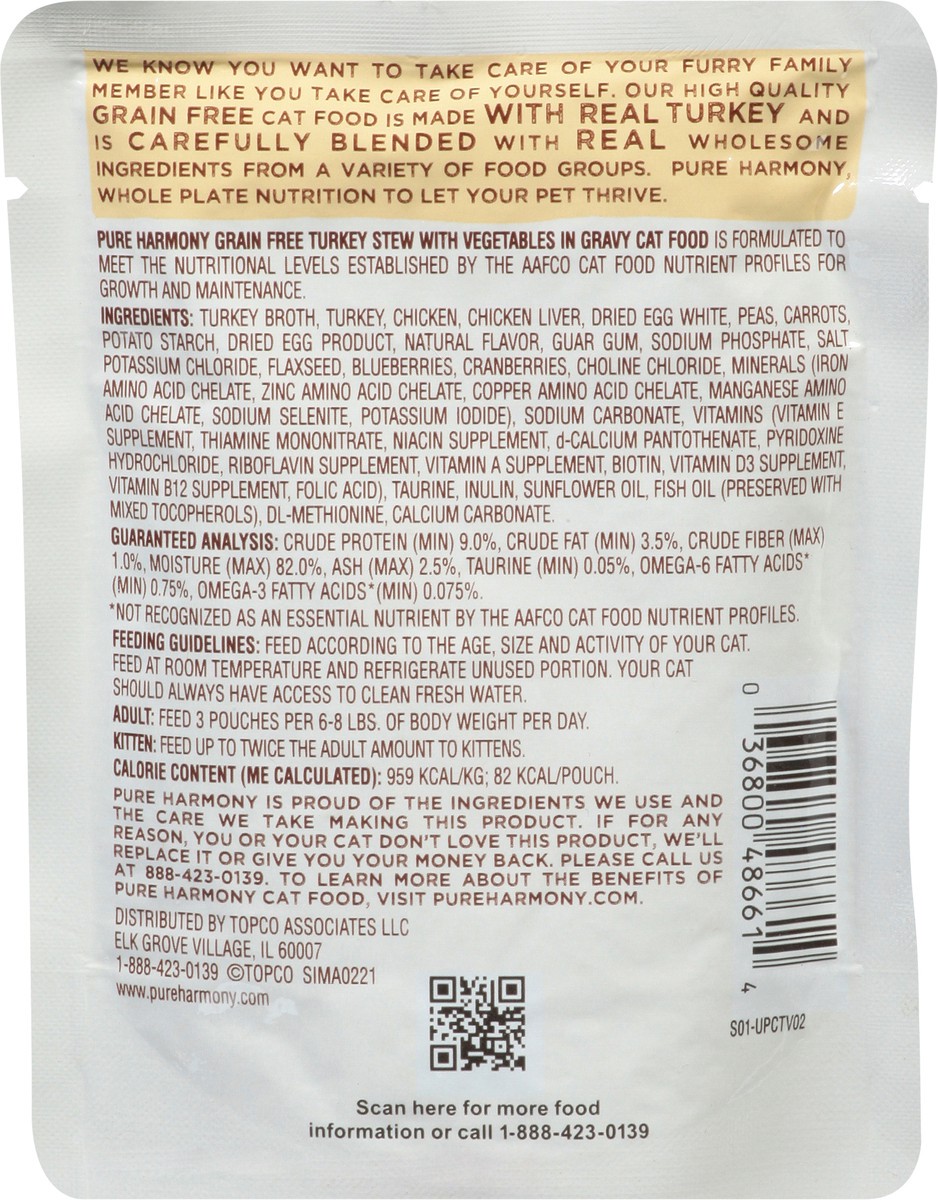 WE KNOW YOU WANT TO TAKE CARE OF YOUR FURRY FAMILY
MEMBER LIKE YOU TAKE CARE OF YOURSELF. OUR HIGH QUALITY
GRAIN FREE CAT FOOD IS MADE WITH REAL TURKEY AND
IS CAREFULLY BLENDED WITH REAL WHOLESOME
INGREDIENTS FROM A VARIETY OF FOOD GROUPS. PURE HARMONY,
WHOLE PLATE NUTRITION TO LET YOUR PET THRIVE.
PURE HARMONY GRAIN FREE TURKEY STEW WITH VEGETABLES IN GRAVY CAT FOOD IS FORMULATED TO
MEET THE NUTRITIONAL LEVELS ESTABLISHED BY THE AAFCO CAT FOOD NUTRIENT PROFILES FOR
GROWTH AND MAINTENANCE.
INGREDIENTS: TURKEY BROTH, TURKEY, CHICKEN, CHICKEN LIVER, DRIED EGG WHITE, PEAS, CARROTS,
POTATO STARCH, DRIED EGG PRODUCT, NATURAL FLAVOR, GUAR GUM, SODIUM PHOSPHATE, SALT,
POTASSIUM CHLORIDE, FLAXSEED, BLUEBERRIES, CRANBERRIES, CHOLINE CHLORIDE, MINERALS (IRON
AMINO ACID CHELATE, ZINC AMINO ACID CHELATE, COPPER AMINO ACID CHELATE, MANGANESE AMINO
ACID CHELATE, SODIUM SELENITE, POTASSIUM IODIDE), SODIUM CARBONATE, VITAMINS (VITAMIN E
SUPPLEMENT, THIAMINE MONONITRATE, NIACIN SUPPLEMENT, d-CALCIUM PANTOTHENATE, PYRIDOXINE
HYDROCHLORIDE, RIBOFLAVIN SUPPLEMENT, VITAMIN A SUPPLEMENT, BIOTIN, VITAMIN D3 SUPPLEMENT,
VITAMIN B12 SUPPLEMENT, FOLIC ACID), TAURINE, INULIN, SUNFLOWER OIL, FISH OIL (PRESERVED WITH
MIXED TOCOPHEROLS), DL-METHIONINE, CALCIUM CARBONATE.
GUARANTEED ANALYSIS: CRUDE PROTEIN (MIN) 9.0%, CRUDE FAT (MIN) 3.5%, CRUDE FIBER (MAX)
1.0%, MOISTURE (MAX) 82.0%, ASH (MAX) 2.5%, TAURINE (MIN) 0.05%, OMEGA-6 FATTY ACIDS*
(MIN) 0.75%, OMEGA-3 FATTY ACIDS*(MIN) 0.075%.
*NOT RECOGNIZED AS AN ESSENTIAL NUTRIENT BY THE AAFCO CAT FOOD NUTRIENT PROFILES.
FEEDING GUIDELINES: FEED ACCORDING TO THE AGE, SIZE AND ACTIVITY OF YOUR CAT.
FEED AT ROOM TEMPERATURE AND REFRIGERATE UNUSED PORTION. YOUR CAT
SHOULD ALWAYS HAVE ACCESS TO CLEAN FRESH WATER.
ADULT: FEED 3 POUCHES PER 6-8 LBS. OF BODY WEIGHT PER DAY.
KITTEN: FEED UP TO TWICE THE ADULT AMOUNT TO KITTENS.
CALORIE CONTENT (ME CALCULATED): 959 KCAL/KG; 82 KCAL/POUCH.
PURE HARMONY IS PROUD OF THE INGREDIENTS WE USE AND
THE CARE WE TAKE MAKING THIS PRODUCT. IF FOR ANY
REASON, YOU OR YOUR CAT DON'T LOVE THIS PRODUCT, WE'LL
REPLACE IT OR GIVE YOU YOUR MONEY BACK. PLEASE CALL US
AT 888-423-0139. TO LEARN MORE ABOUT THE BENEFITS OF
PURE HARMONY CAT FOOD, VISIT PUREHARMONY.COM.
DISTRIBUTED BY TOPCO ASSOCIATES LLC
ELK GROVE VILLAGE, IL 60007
1-888-423-0139 ©TOPCO SIMA0221
www.pureharmony.com
0 36800 48661 4
S01-UPCTV02
Scan here for more food
information or call 1-888-423-0139